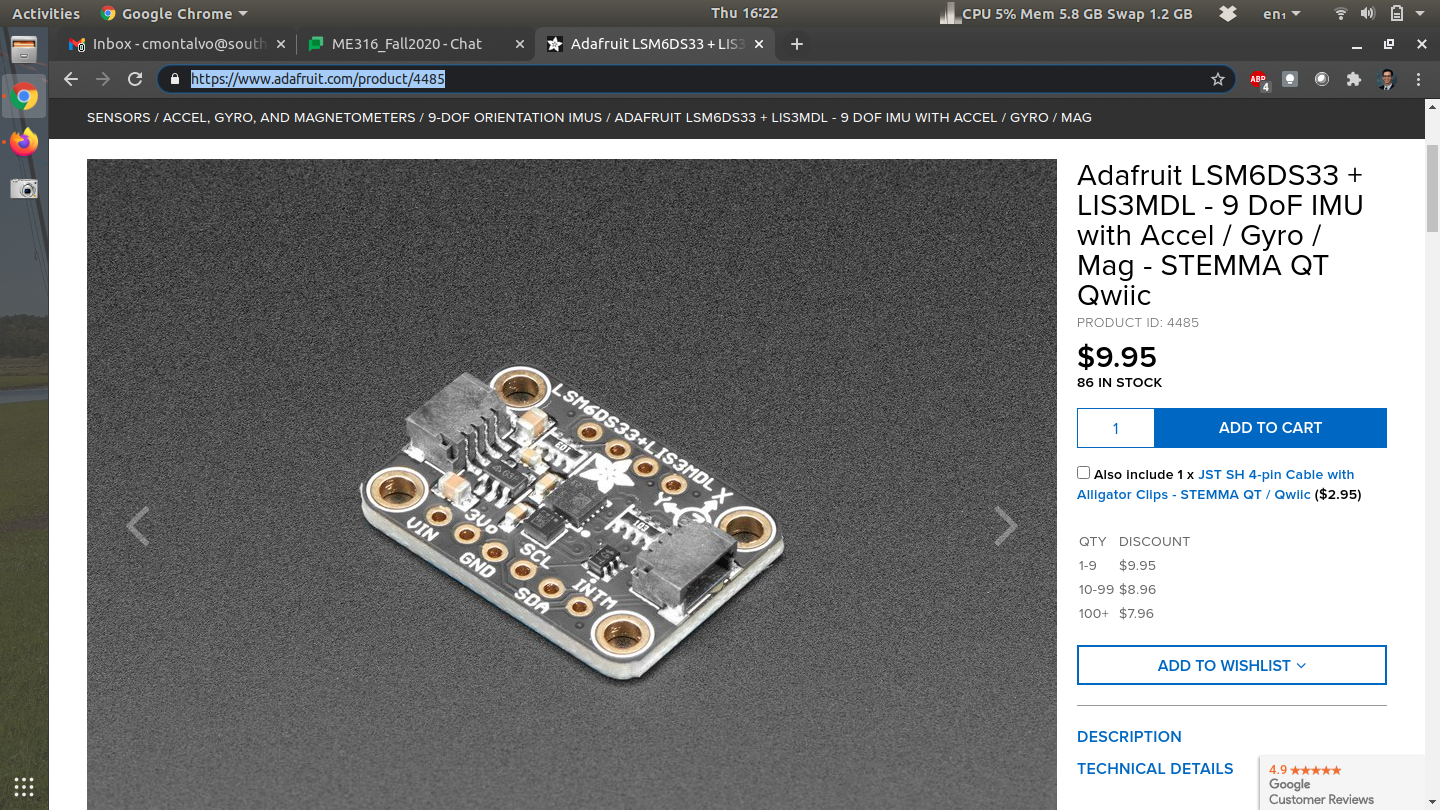 Activities
Google Chrome
Thu 16:22
CPU 5% Mem 5.8 GB Swap 1.2 GB
en₁
Inbox - cmontalvo@south
ME316_Fall2020 - Chat
Adafruit LSM6DS33 + LIS3
https://www.adafruit.com/product/4485
ABP
4
SENSORS / ACCEL, GYRO, AND MAGNETOMETERS / 9-DOF ORIENTATION IMUS / ADAFRUIT LSM6DS33 + LIS3MDL - 9 DOF IMU WITH ACCEL / GYRO / MAG
LSM6DS33+LIS3MDL
X
Y
103
VIN
3Vo
GND
SCL
SDA
INTM
Adafruit LSM6DS33 +
LIS3MDL - 9 DoF IMU
with Accel / Gyro /
Mag - STEMMA QT
Qwiic
PRODUCT ID: 4485
$9.95
86 IN STOCK
1
ADD TO CART
Also include 1 x JST SH 4-pin Cable with
Alligator Clips - STEMMA QT / Qwiic ($2.95)
QTY DISCOUNT
1-9 $9.95
10-99 $8.96
100+ $7.96
ADD TO WISHLIST
DESCRIPTION
TECHNICAL DETAILS
4.9 ★★★★★
Google
Customer Reviews